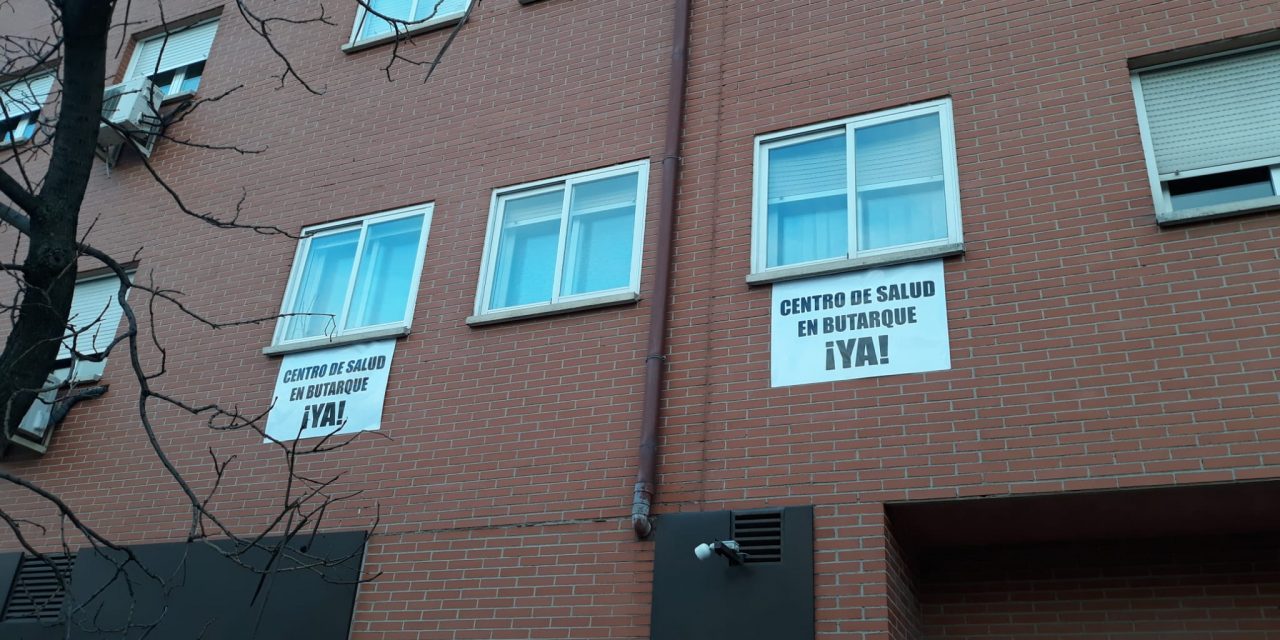 CENTRO DE SALUD
EN BUTARQUE
¡YA!
CENTRO DE SALUD
EN BUTARQUE
¡YA!